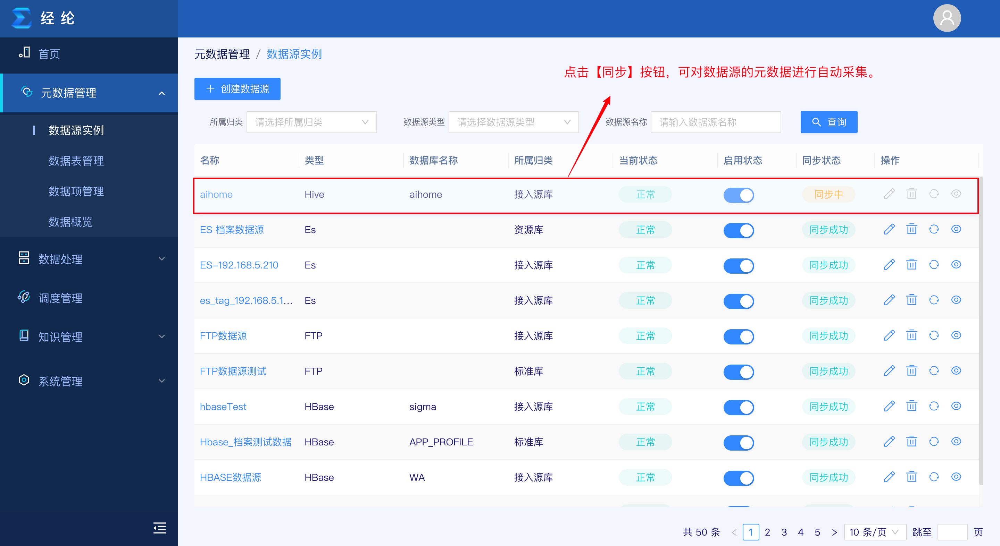 经 纶
首页
元数据管理
数据源实例
数据表管理
数据项管理
数据概览
数据处理
调度管理
知识管理
系统管理
元数据管理 / 数据源实例
点击【同步】按钮，可对数据源的元数据进行自动采集。
创建数据源
所属归类 请选择所属归类 数据源类型 请选择数据源类型 数据源名称 请输入数据源名称 查询
名称 类型 数据库名称 所属归类 当前状态 启用状态 同步状态 操作
aihome Hive aihome 接入源库 正常 同步中
ES 档案数据源 Es 资源库 正常 同步成功
ES-192.168.5.210 Es 接入源库 正常 同步成功
es_tag_192.168.5.1... Es 接入源库 正常 同步成功
FTP数据源 FTP 接入源库 正常 同步成功
FTP数据源测试 FTP 标准库 正常 同步成功
hbaseTest HBase sigma 接入源库 正常 同步成功
Hbase_档案测试数据 HBase APP_PROFILE 标准库 正常 同步成功
HBASE数据源 HBase WA 接入源库 正常 同步成功
共 50 条 < 1 2 3 4 5 > 10 条/页 跳至 页